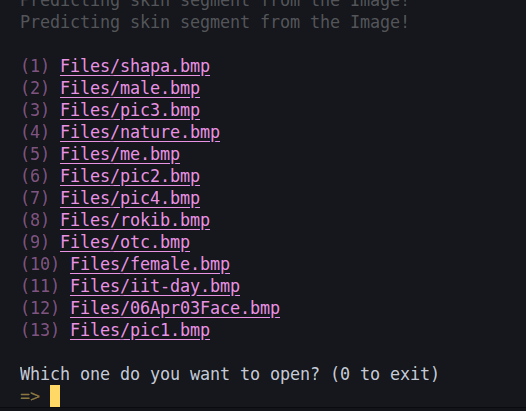 Predicting skin segment from the Image!
Predicting skin segment from the Image!
(1) Files/shapa.bmp
(2) Files/male.bmp
(3) Files/pic3.bmp
(4) Files/nature.bmp
(5) Files/me.bmp
(6) Files/pic2.bmp
(7) Files/pic4.bmp
(8) Files/rokib.bmp
(9) Files/otc.bmp
(10) Files/female.bmp
(11) Files/iit-day.bmp
(12) Files/06Apr03Face.bmp
(13) Files/pic1.bmp
Which one do you want to open? (0 to exit)
=>